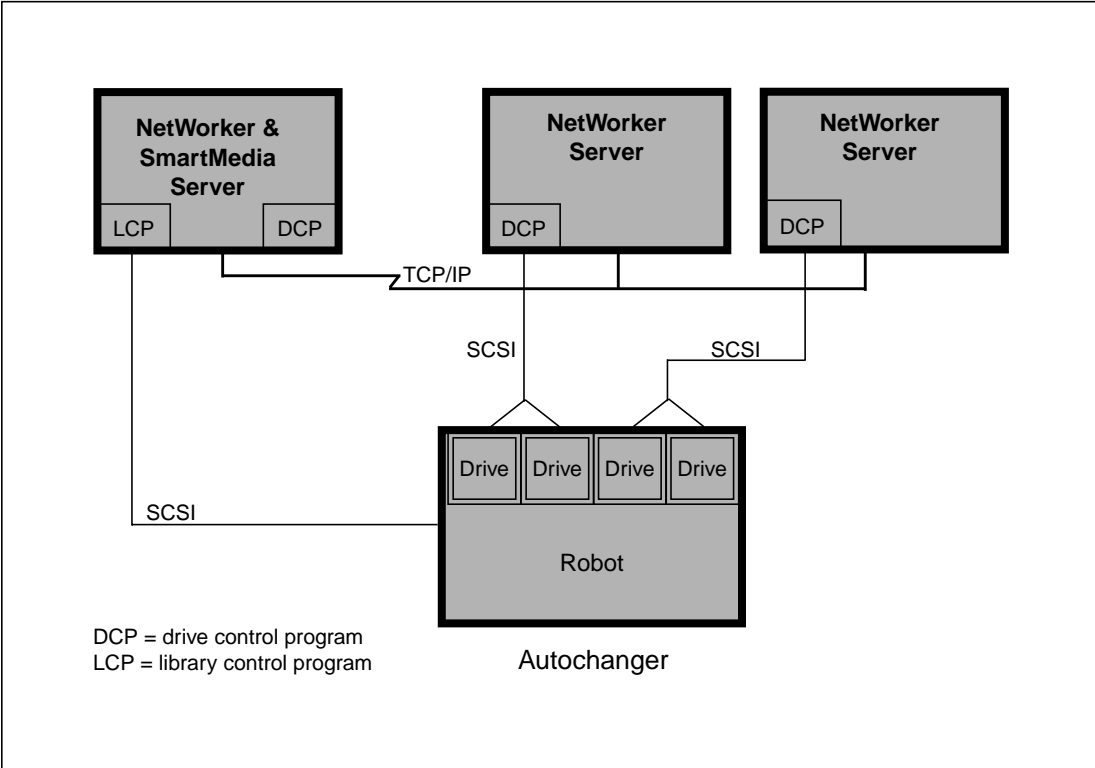 NetWorker &
SmartMedia
Server
LCP
DCP
NetWorker
Server
DCP
NetWorker
Server
DCP
TCP/IP
SCSI
SCSI
Drive
Drive
Drive
Drive
SCSI
Robot
DCP = drive control program
LCP = library control program
Autochanger